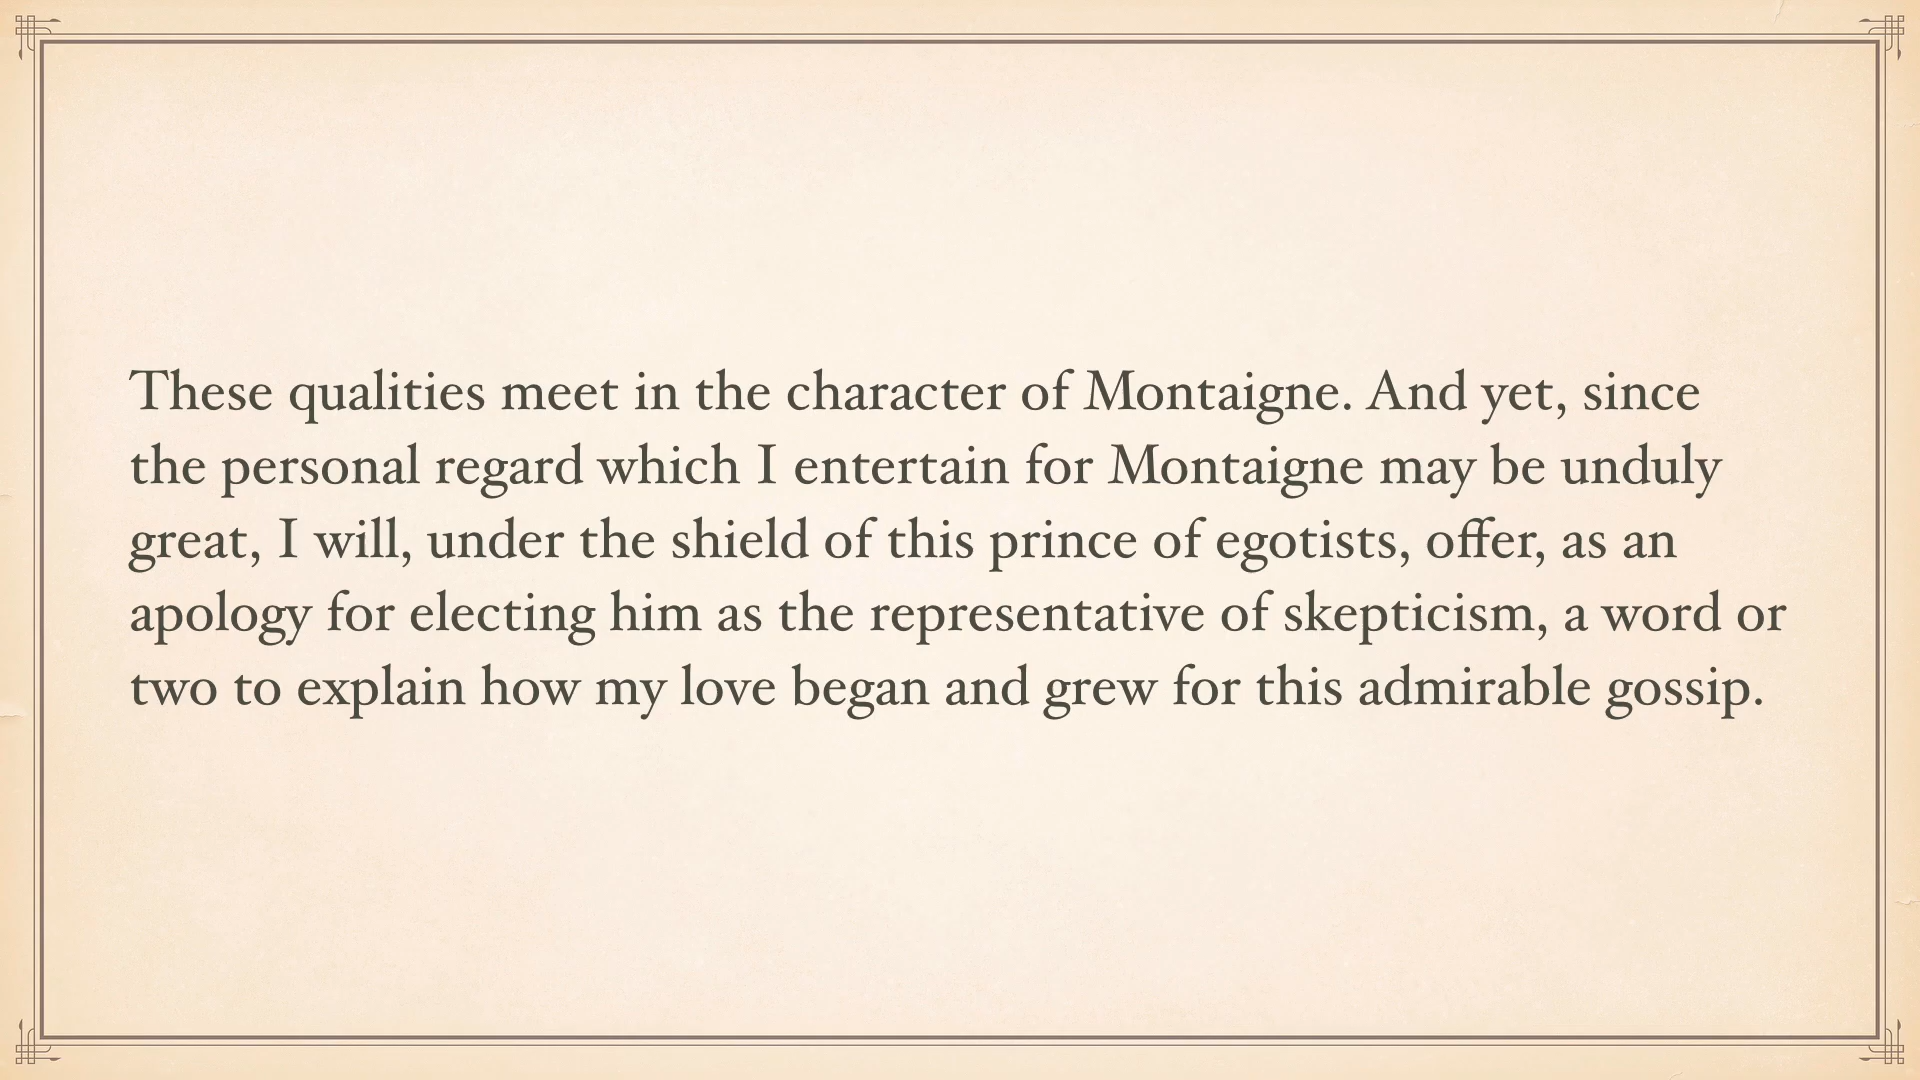 These qualities meet in the character of Montaigne. And yet, since
the personal regard which I entertain for Montaigne may be unduly
great, I will, under the shield of this prince of egotists, offer, as an
apology for electing him as the representative of skepticism, a word or
two to explain how my love began and grew for this admirable gossip.